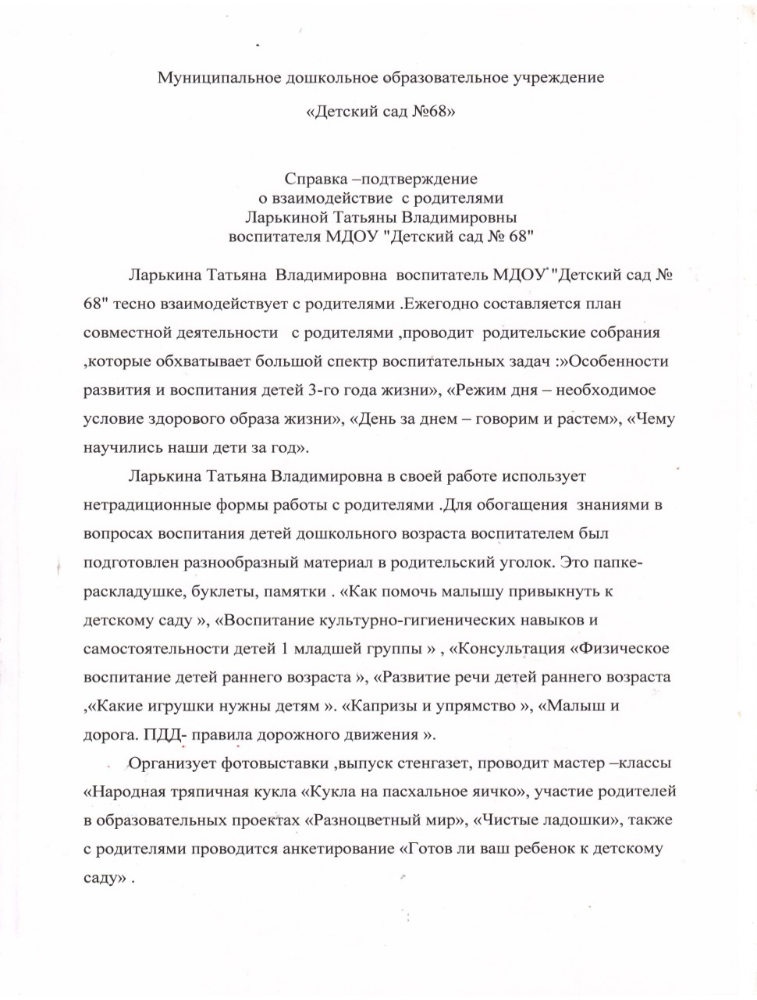 Муниципальное дошкольное образовательное учреждение
«Детский сад №68»
Справка –подтверждение
о взаимодействие  с родителями
Ларькиной Татьяны Владимировны
воспитателя МДОУ "Детский сад № 68"
Ларькина Татьяна  Владимировна  воспитатель МДОУ "Детский сад №
68" тесно взаимодействует с родителями .Ежегодно составляется план
совместной деятельности   с родителями ,проводит  родительские собрания
,которые обхватывает большой спектр воспитательных задач :»Особенности
развития и воспитания детей 3-го года жизни», «Режим дня – необходимое
условие здорового образа жизни», «День за днем – говорим и растем», «Чему
научились наши дети за год».
Ларькина Татьяна Владимировна в своей работе использует
нетрадиционные формы работы с родителями .Для обогащения  знаниями в
вопросах воспитания детей дошкольного возраста воспитателем был
подготовлен разнообразный материал в родительский уголок. Это папке-
раскладушке, буклеты, памятки . «Как помочь малышу привыкнуть к
детскому саду », «Воспитание культурно-гигиенических навыков и
самостоятельности детей 1 младшей группы » , «Консультация «Физическое
воспитание детей раннего возраста », «Развитие речи детей раннего возраста
,«Какие игрушки нужны детям ». «Капризы и упрямство », «Малыш и
дорога. ПДД- правила дорожного движения ».
Организует фотовыставки ,выпуск стенгазет, проводит мастер –классы
«Народная тряпичная кукла «Кукла на пасхальное яичко», участие родителей
в образовательных проектах «Разноцветный мир», «Чистые ладошки», также
с родителями проводится анкетирование «Готов ли ваш ребенок к детскому
саду» .